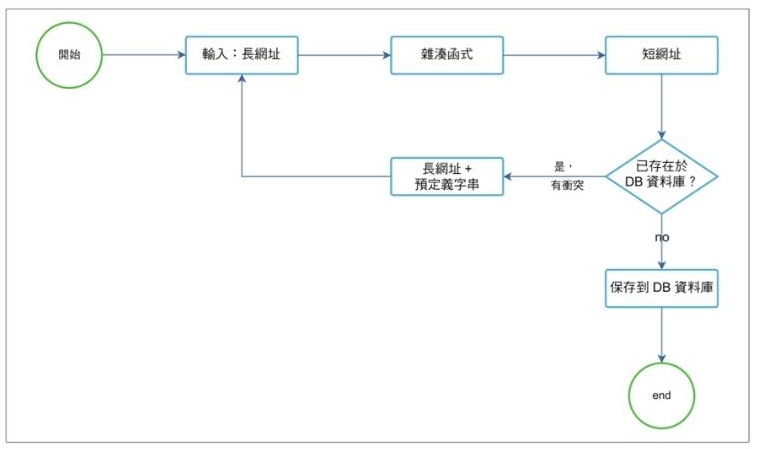 開始
輸入：長網址
雜湊函式
短網址
已存在於
DB 資料庫？
是，
有衝突
長網址 +
預定義字串
no
保存到 DB 資料庫
end